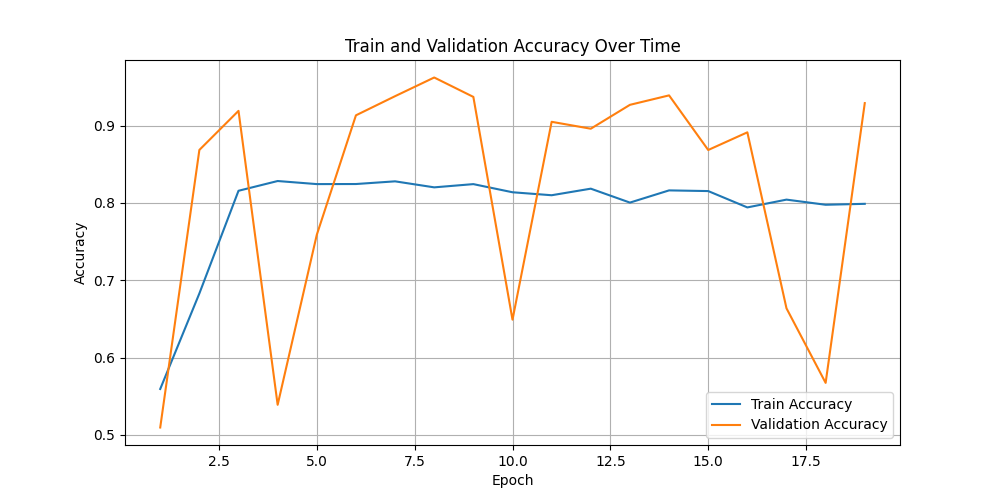 Train and Validation Accuracy Over Time
Accuracy
0.9
0.8
0.7
0.6
0.5
Train Accuracy
Validation Accuracy
2.5
5.0
7.5
10.0
12.5
15.0
17.5
Epoch